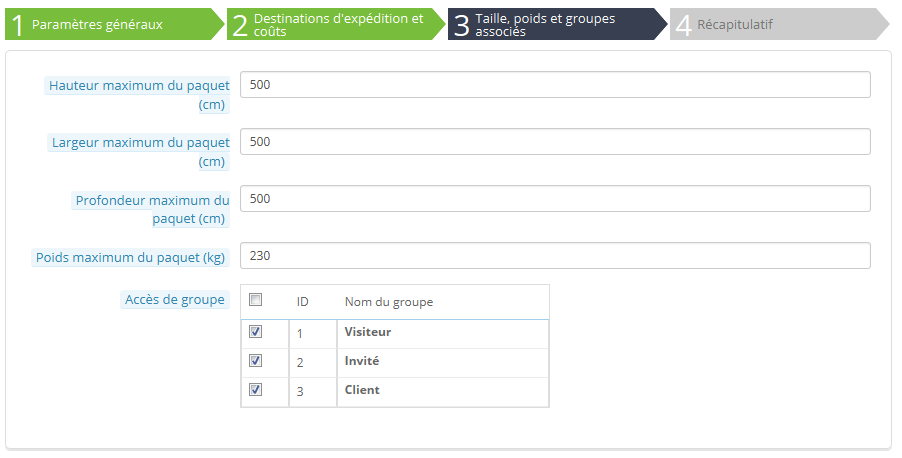 1 Paramètres généraux
2 Destinations d'expédition et
coûts
3 Taille, poids et groupes
associés
4 Récapitulatif
Hauteur maximum du paquet
(cm)
500
Largeur maximum du paquet
(cm)
500
Profondeur maximum du
paquet (cm)
500
Poids maximum du paquet (kg)
230
Accès de groupe
ID Nom du groupe
1 Visiteur
2 Invité
3 Client